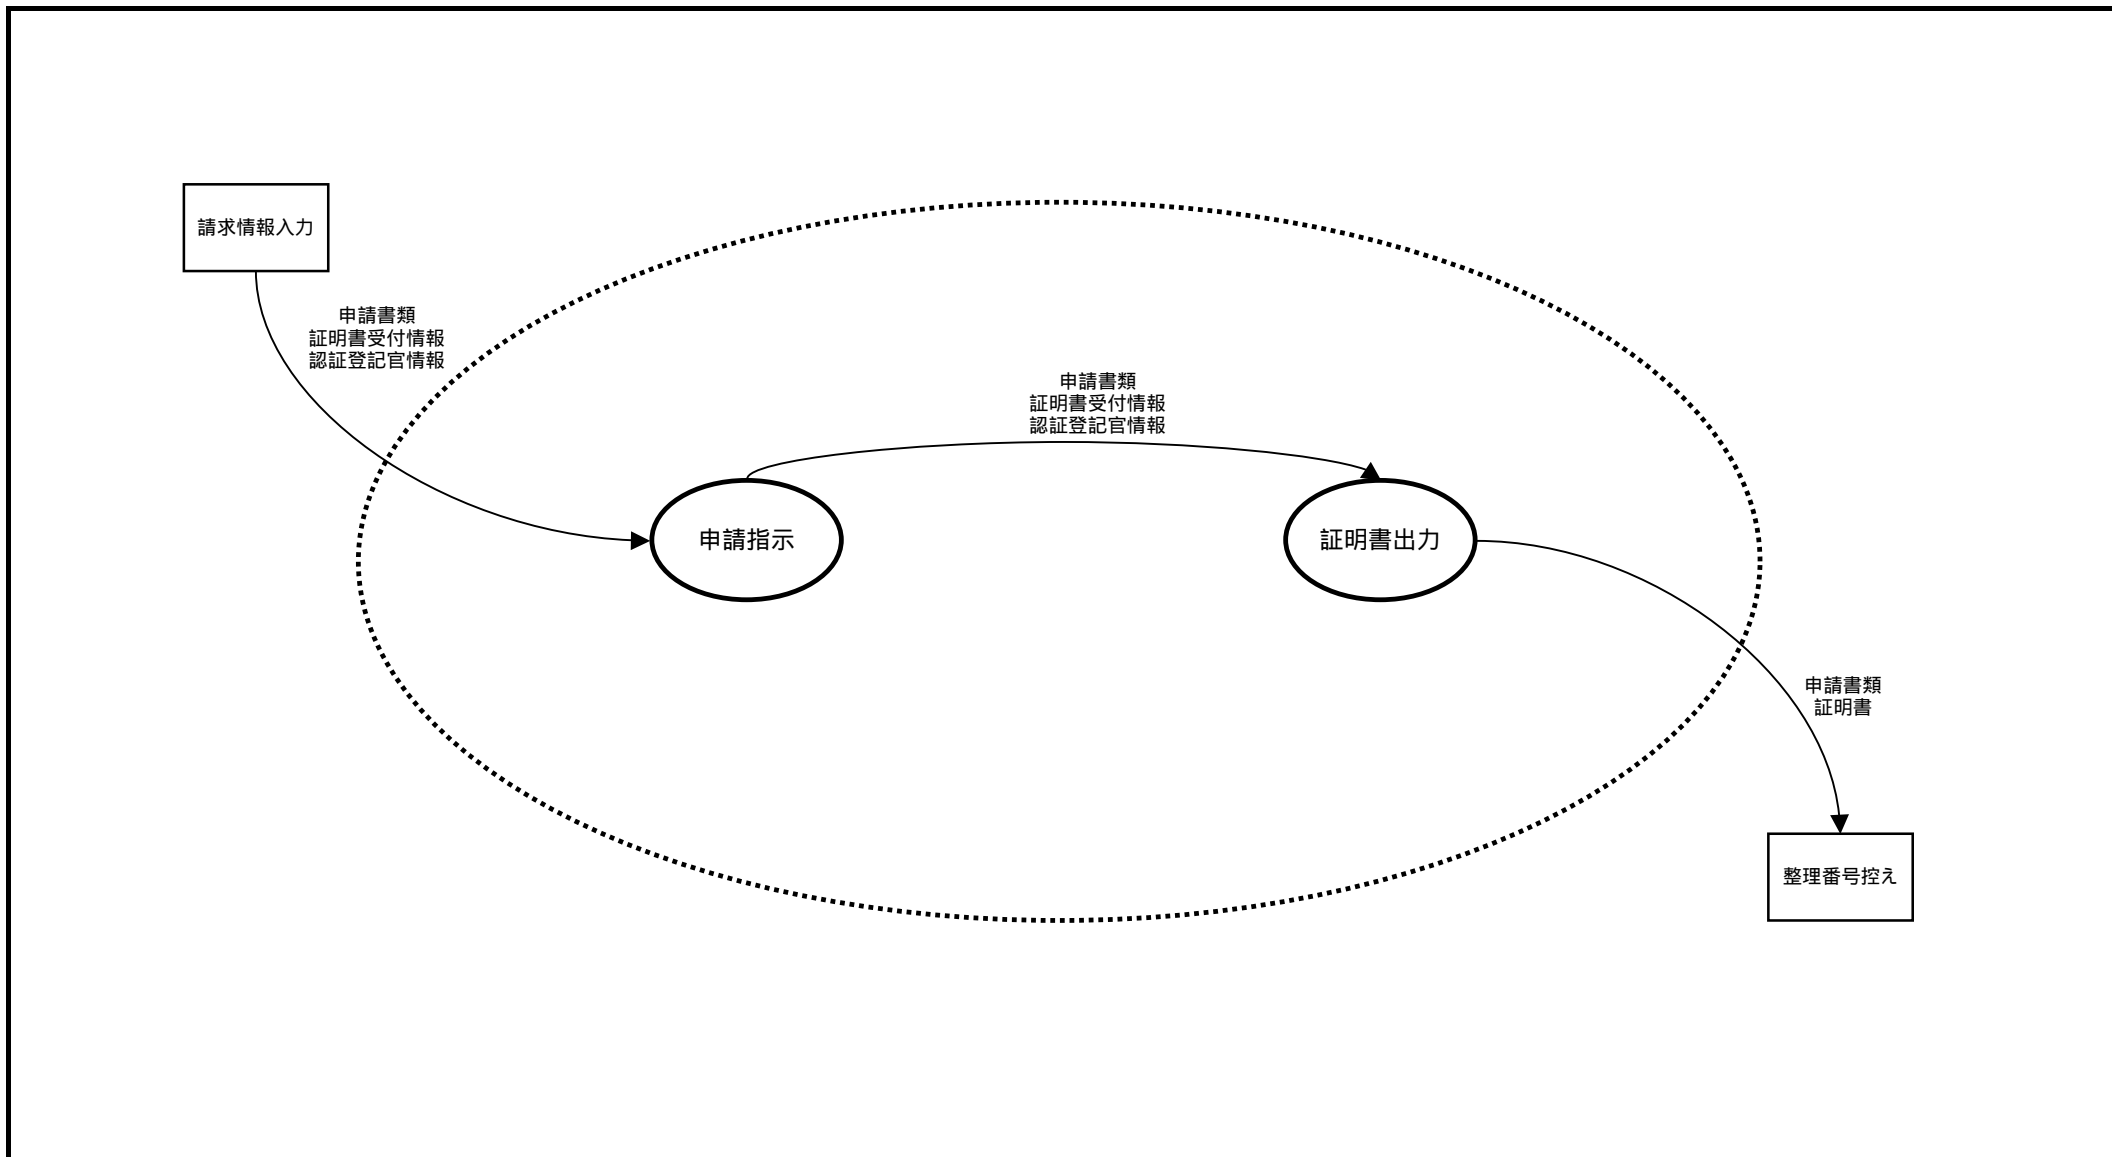 請求情報入力
申請書類
証明書受付情報
認証登記官情報
申請書類
証明書受付情報
認証登記官情報
申請指示
証明書出力
申請書類
証明書
整理番号控え